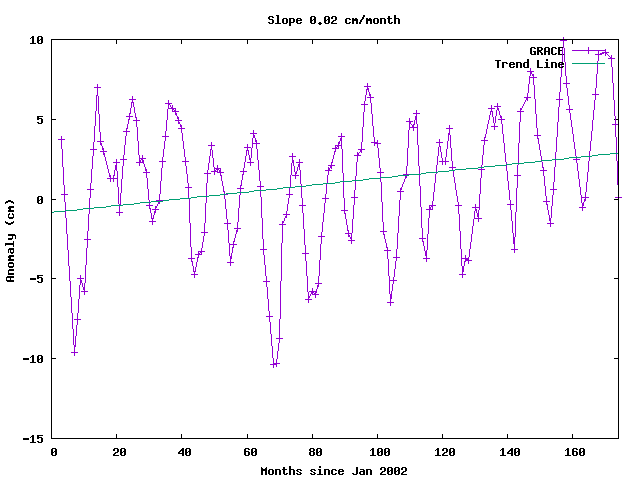 Slope 0.02 cm/month
GRACE
Trend Line
10
5
0
-5
-10
-15
Anomaly (cm)
0 20 40 60 80 100 120 140 160
Months since Jan 2002